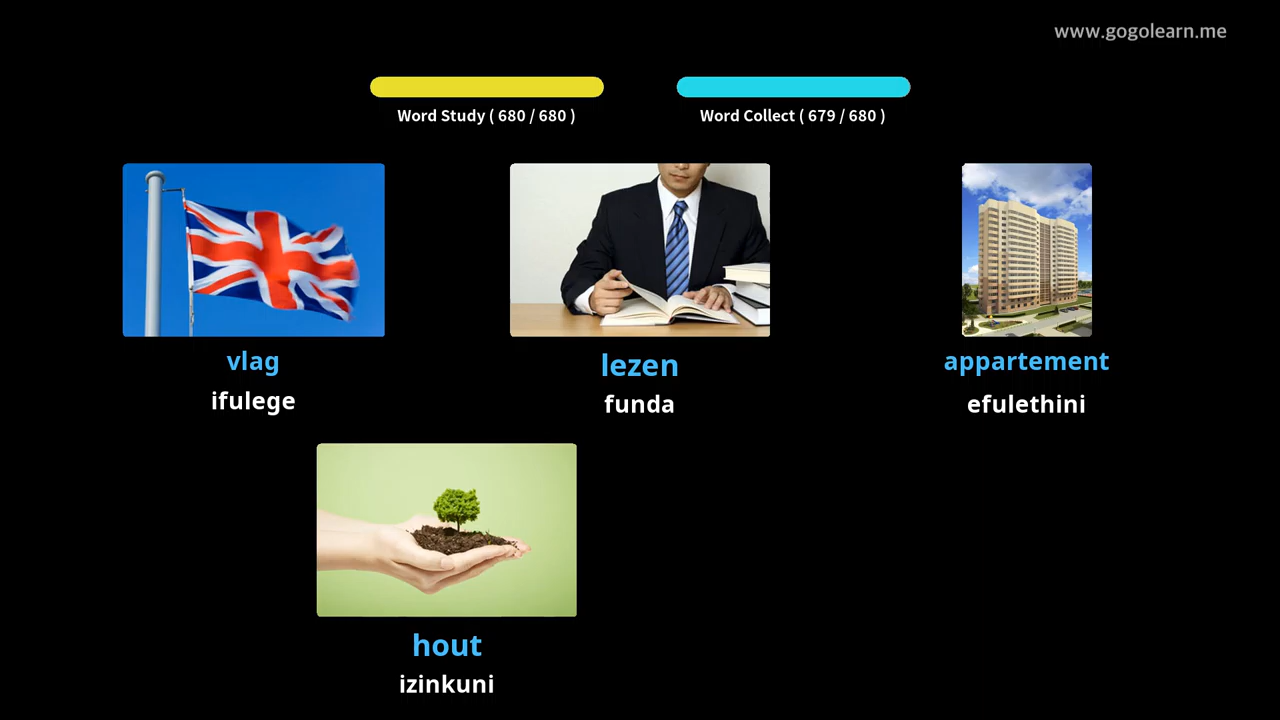 www.gogolearn.me
Word Study ( 680 / 680 )
Word Collect ( 679 / 680 )
vlag
ifulege
lezen
funda
appartement
efulethini
hout
izinkuni